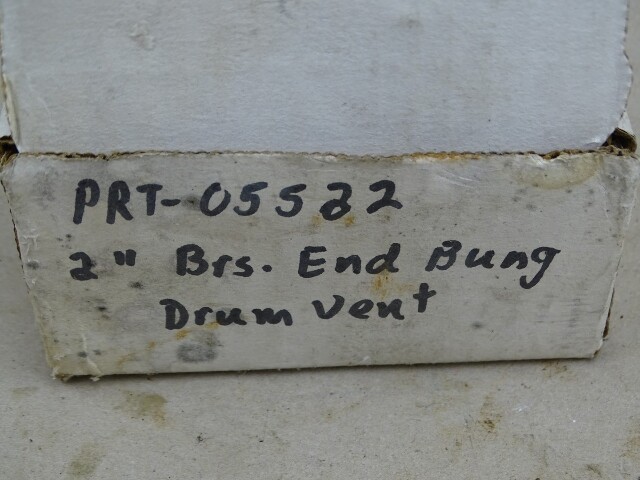 PRT-05522
2" Brs. End Bung
Drum Vent